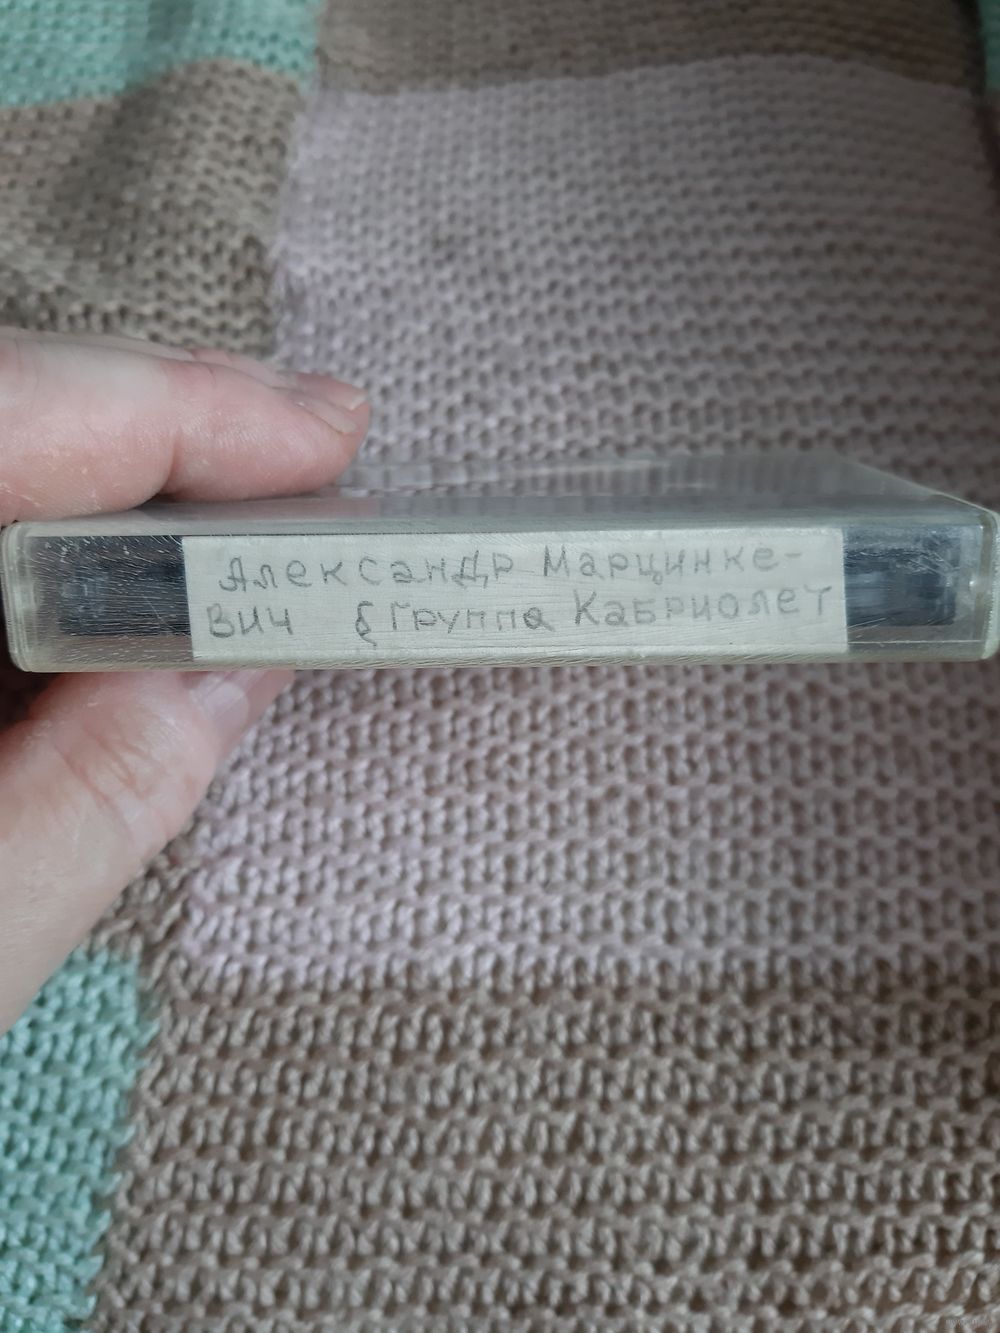 Александр Марцинке-
вич & Группа Кабриолет